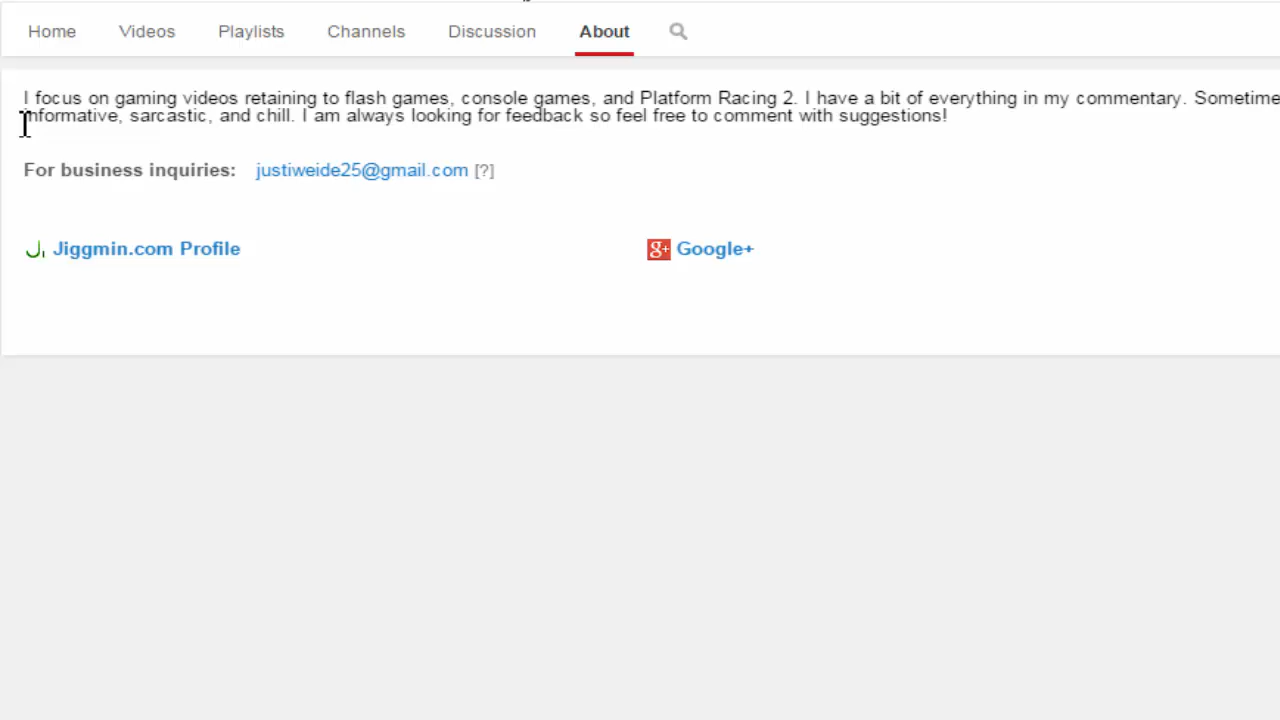 Home Videos Playlists Channels Discussion About
I focus on gaming videos retaining to flash games, console games, and Platform Racing 2. I have a bit of everything in my commentary. Sometime
informative, sarcastic, and chill. I am always looking for feedback so feel free to comment with suggestions!
For business inquiries: justiweide25@gmail.com [?]
Jiggmin.com Profile g+ Google+